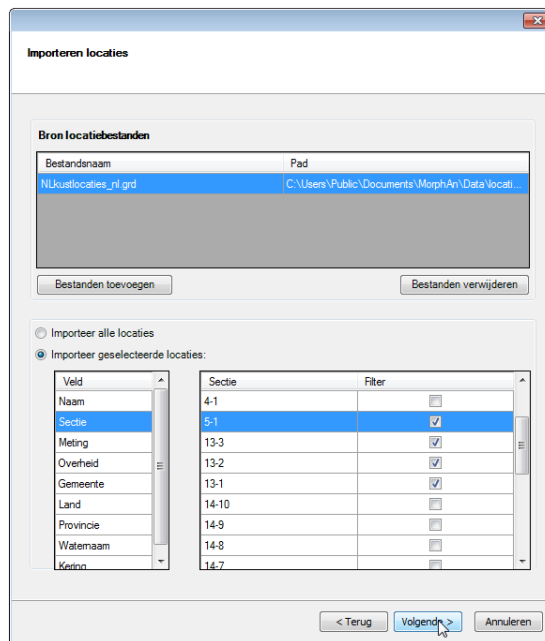 Importeren locaties
Bron locatiebestanden
Bestandsnaam Pad
NLkustlocaties_nl.grd C:\Users\Public\Documents\MorphAn\Data\locati...
Bestanden toevoegen Bestanden verwijderen
Importeer alle locaties
Importeer geselecteerde locaties:
Veld Sectie Filter
Naam 4-1
Sectie 5-1
Meting 13-3
Overheid 13-2
Gemeente 13-1
Land 14-10
Provincie 14-9
Waternaam 14-8
Kering 14-7
< Terug Volgende > Annuleren